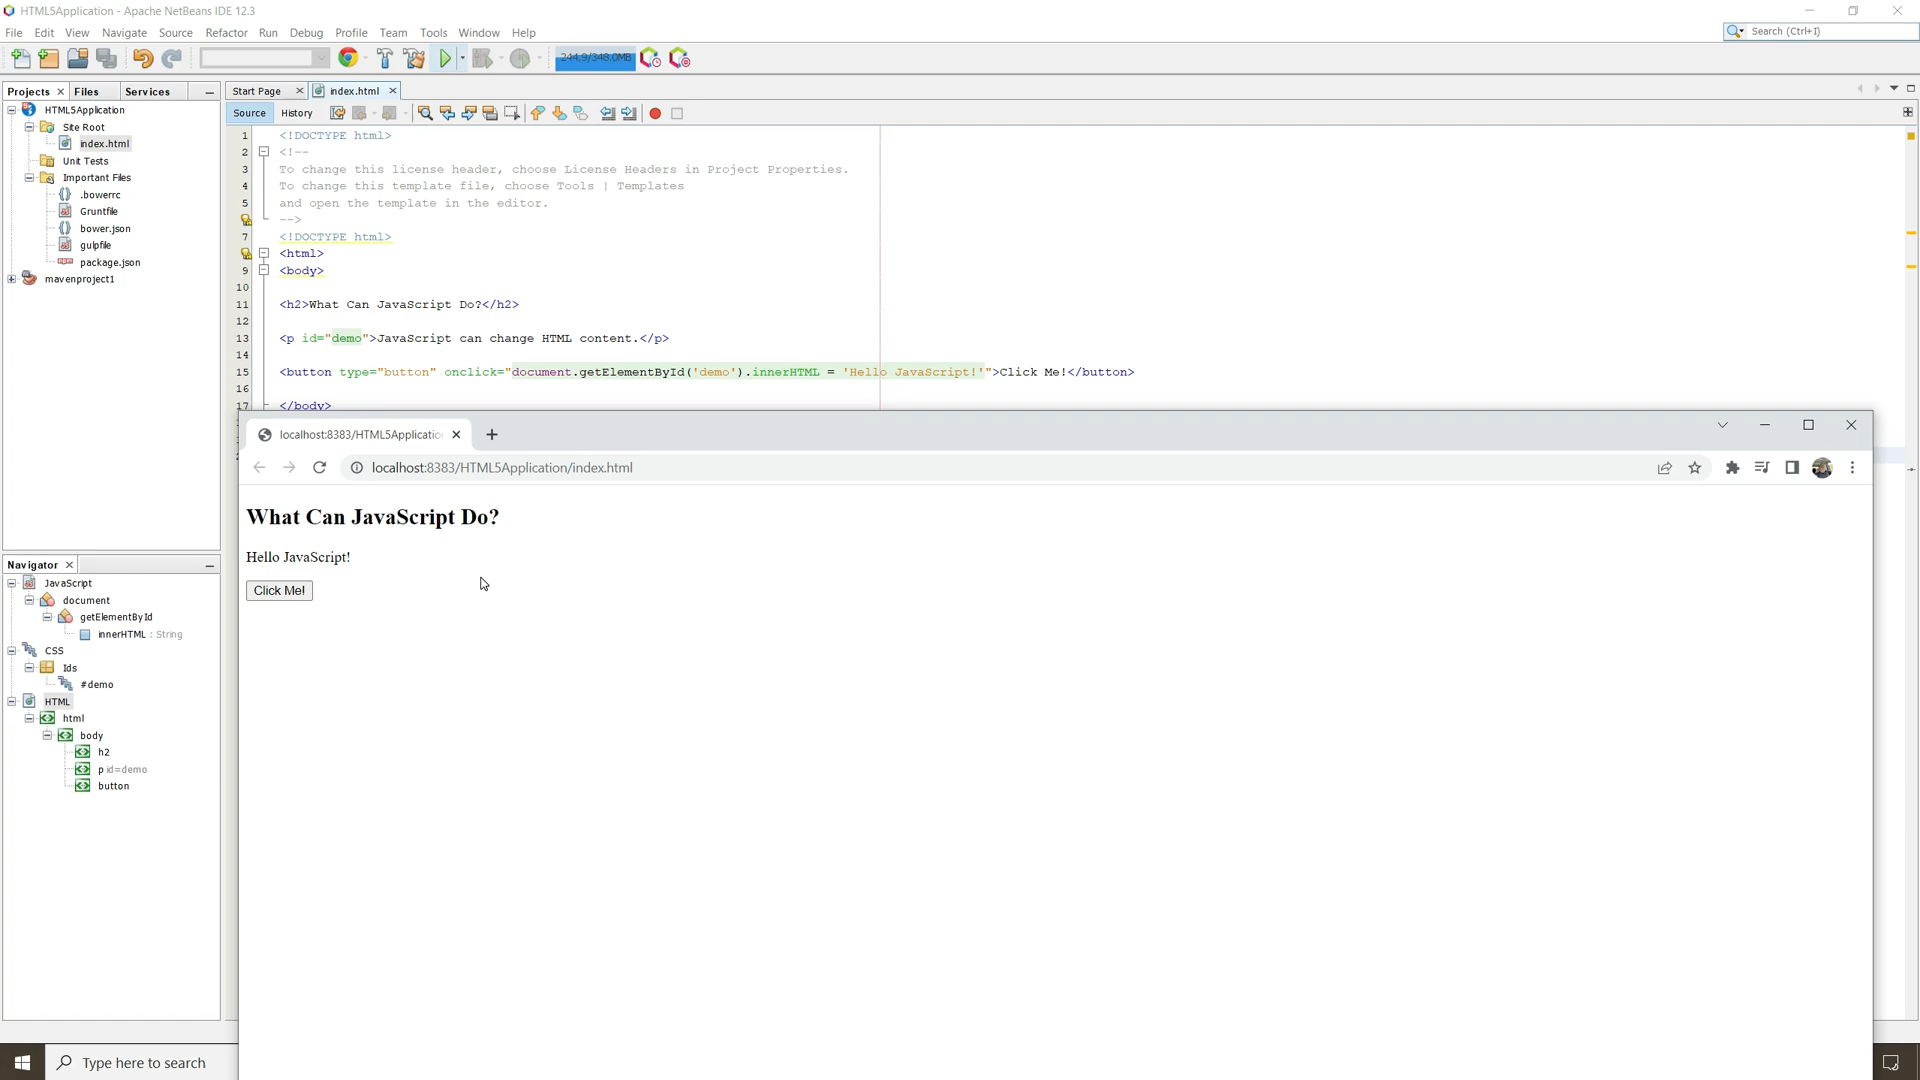 HTML5Application - Apache NetBeans IDE 12.3
File Edit View Navigate Source Refactor Run Debug Profile Team Tools Window Help
Search (Ctrl+I)
244.9/348.0MB
Projects Files Services
HTML5Application
Site Root
index.html
Unit Tests
Important Files
.bowerrc
Gruntfile
bower.json
gulpfile
package.json
mavenproject1
Start Page index.html
Source History
1 <!DOCTYPE html>
2 <!--
3 To change this license header, choose License Headers in Project Properties.
4 To change this template file, choose Tools | Templates
5 and open the template in the editor.
-->
7 <!DOCTYPE html>
<html>
9 <body>
10
11 <h2>What Can JavaScript Do?</h2>
12
13 <p id="demo">JavaScript can change HTML content.</p>
14
15 <button type="button" onclick="document.getElementById('demo').innerHTML = 'Hello JavaScript!'">Click Me!</button>
16
17 </body>
localhost:8383/HTML5Applicatio
localhost:8383/HTML5Application/index.html
What Can JavaScript Do?
Hello JavaScript!
Click Me!
Navigator
JavaScript
document
getElementById
innerHTML : String
CSS
Ids
#demo
HTML
html
body
h2
p id=demo
button
Type here to search